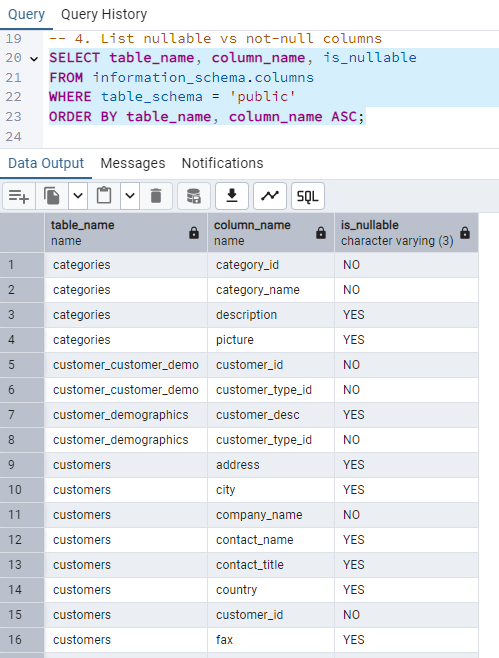 Query Query History
19 -- 4. List nullable vs not-null columns
20 SELECT table_name, column_name, is_nullable
21 FROM information_schema.columns
22 WHERE table_schema = 'public'
23 ORDER BY table_name, column_name ASC;
24
Data Output Messages Notifications
SQL
table_name column_name is_nullable
name name character varying (3)
1 categories category_id NO
2 categories category_name NO
3 categories description YES
4 categories picture YES
5 customer_customer_demo customer_id NO
6 customer_customer_demo customer_type_id NO
7 customer_demographics customer_desc YES
8 customer_demographics customer_type_id NO
9 customers address YES
10 customers city YES
11 customers company_name NO
12 customers contact_name YES
13 customers contact_title YES
14 customers country YES
15 customers customer_id NO
16 customers fax YES